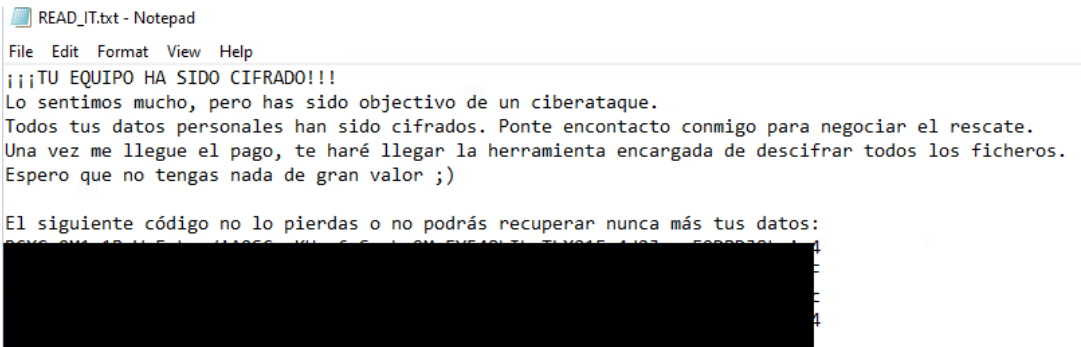 READ_IT.txt - Notepad
File Edit Format View Help
¡¡¡TU EQUIPO HA SIDO CIFRADO!!!
Lo sentimos mucho, pero has sido objectivo de un ciberataque.
Todos tus datos personales han sido cifrados. Ponte encontacto conmigo para negociar el rescate.
Una vez me llegue el pago, te haré llegar la herramienta encargada de descifrar todos los ficheros.
Espero que no tengas nada de gran valor ;)
El siguiente código no lo pierdas o no podrás recuperar nunca más tus datos: